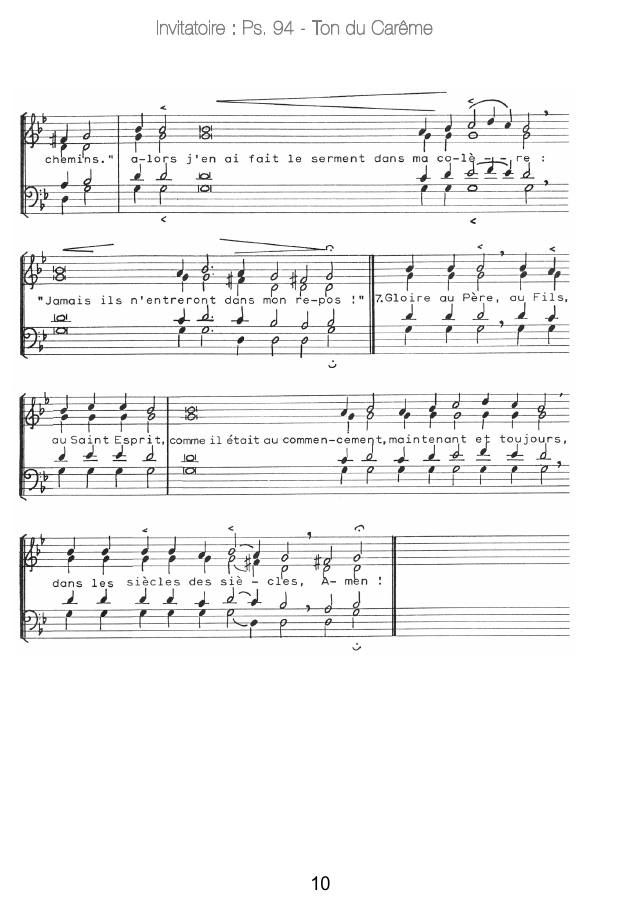 Invitatoire : Ps. 94 - Ton du Carême
chemins." a-lors j'en ai fait le serment dans ma co-lè - - re :
"Jamais ils n'entreront dans mon re-pos !" 7.Gloire au Père, au Fils,
au Saint Esprit, comme il était au commen-cement, maintenant et toujours,
dans les siècles des siè - cles, A-men !
10